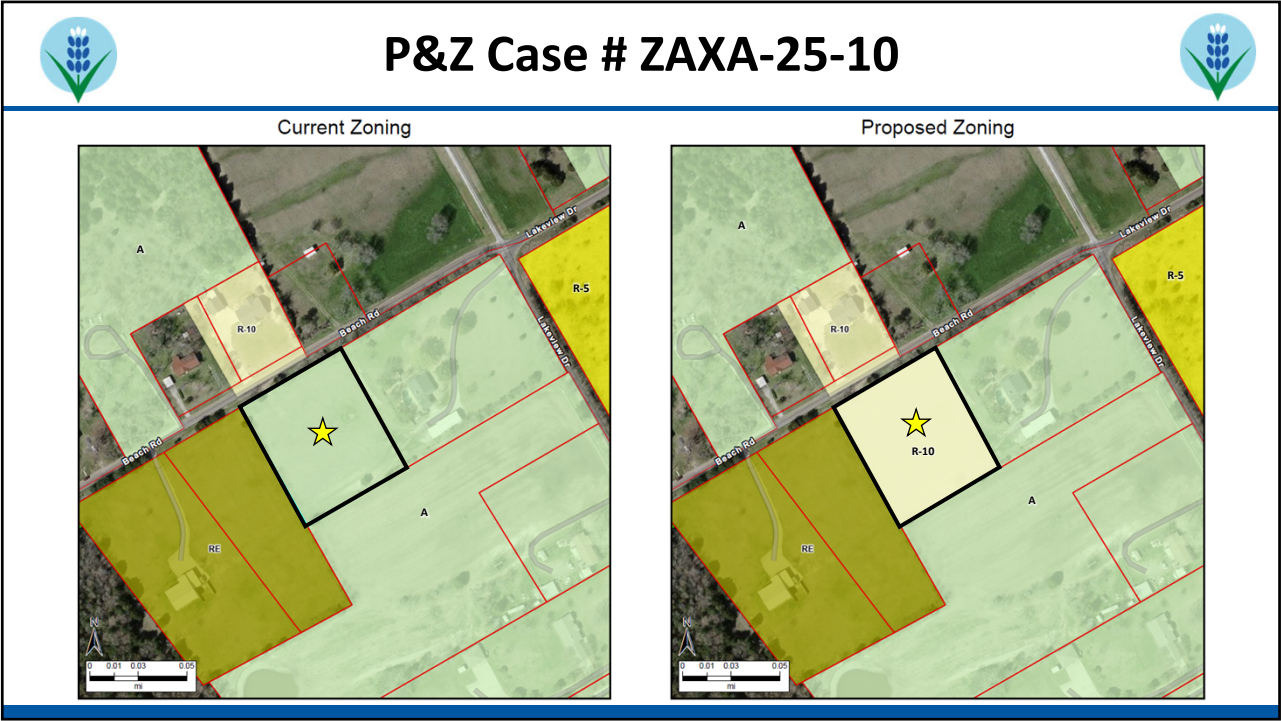 P&Z Case # ZAXA-25-10
Current Zoning
A
Lakeview Dr
R-5
R-10
Beach Rd
Lakeview Dr
Beach Rd
A
RE
N
0 0.01 0.03 0.05
mi
Proposed Zoning
A
Lakeview Dr
R-5
R-10
Beach Rd
Lakeview Dr
Beach Rd
R-10
A
RE
N
0 0.01 0.03 0.05
mi